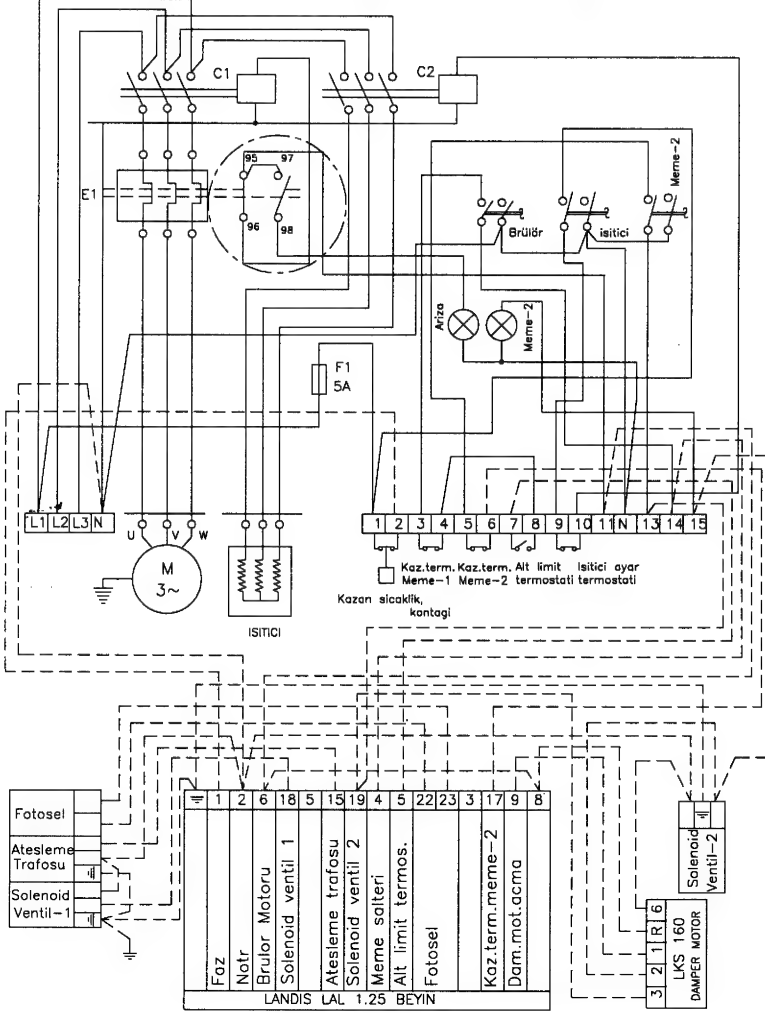 C1
C2
95 97
E1
96 98
Meme-2
Brülör
isitici
Ariza
Meme-2
F1
5A
L1 L2 L3 N
U V W
1 2 3 4 5 6 7 8 9 10 11 N 13 14 15
M
3~
ISITICI
Kaz.term. Kaz.term. Alt limit Isitici ayar
Meme-1 Meme-2 termostati termostati
Kazan sicaklik,
kontagi
1 2 6 18 5 15 19 4 5 22 23 3 17 9 8
Fotosel
Atesleme
Trafosu
Solenoid
Ventil-1
Faz
Notr
Brulor Motoru
Solenoid ventil 1
Atesleme trafosu
Solenoid ventil 2
Meme salteri
Alt limit termos.
Fotosel
Kaz.term.meme-2
Dam.mot.acma
LANDIS LAL 1.25 BEYIN
Solenoid
Ventil-2
3 2 1 R 6
LKS 160
DAMPER MOTOR